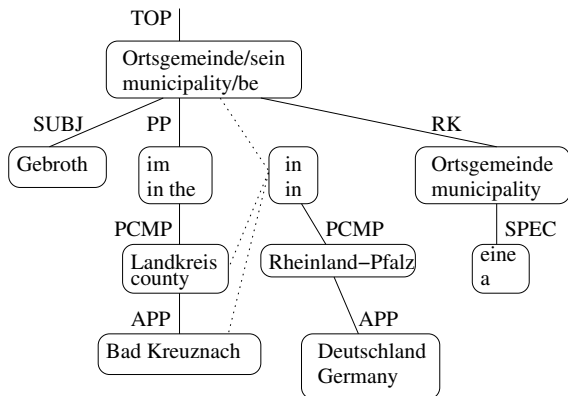 TOP
Ortsgemeinde/sein
municipality/be
SUBJ
PP
RK
Gebroth
im
in the
in
in
Ortsgemeinde
municipality
PCMP
PCMP
SPEC
Landkreis
county
Rheinland−Pfalz
eine
a
APP
APP
Bad Kreuznach
Deutschland
Germany